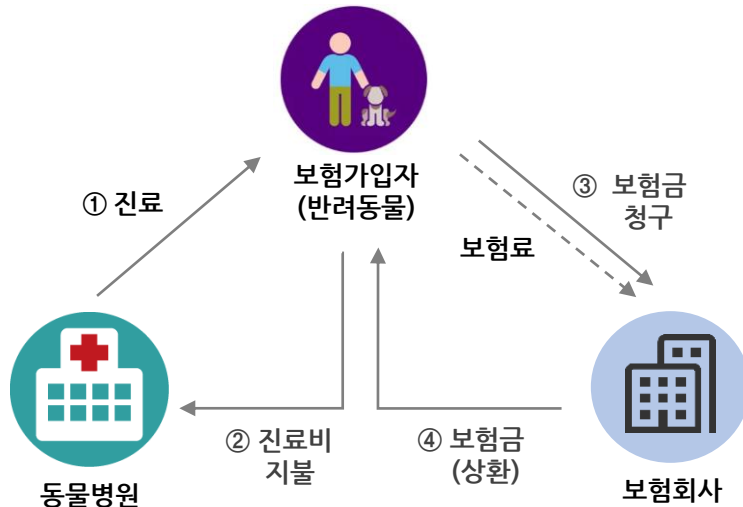 보험가입자
(반려동물)
① 진료
③ 보험금
청구
보험료
② 진료비
지불
④ 보험금
(상환)
동물병원
보험회사